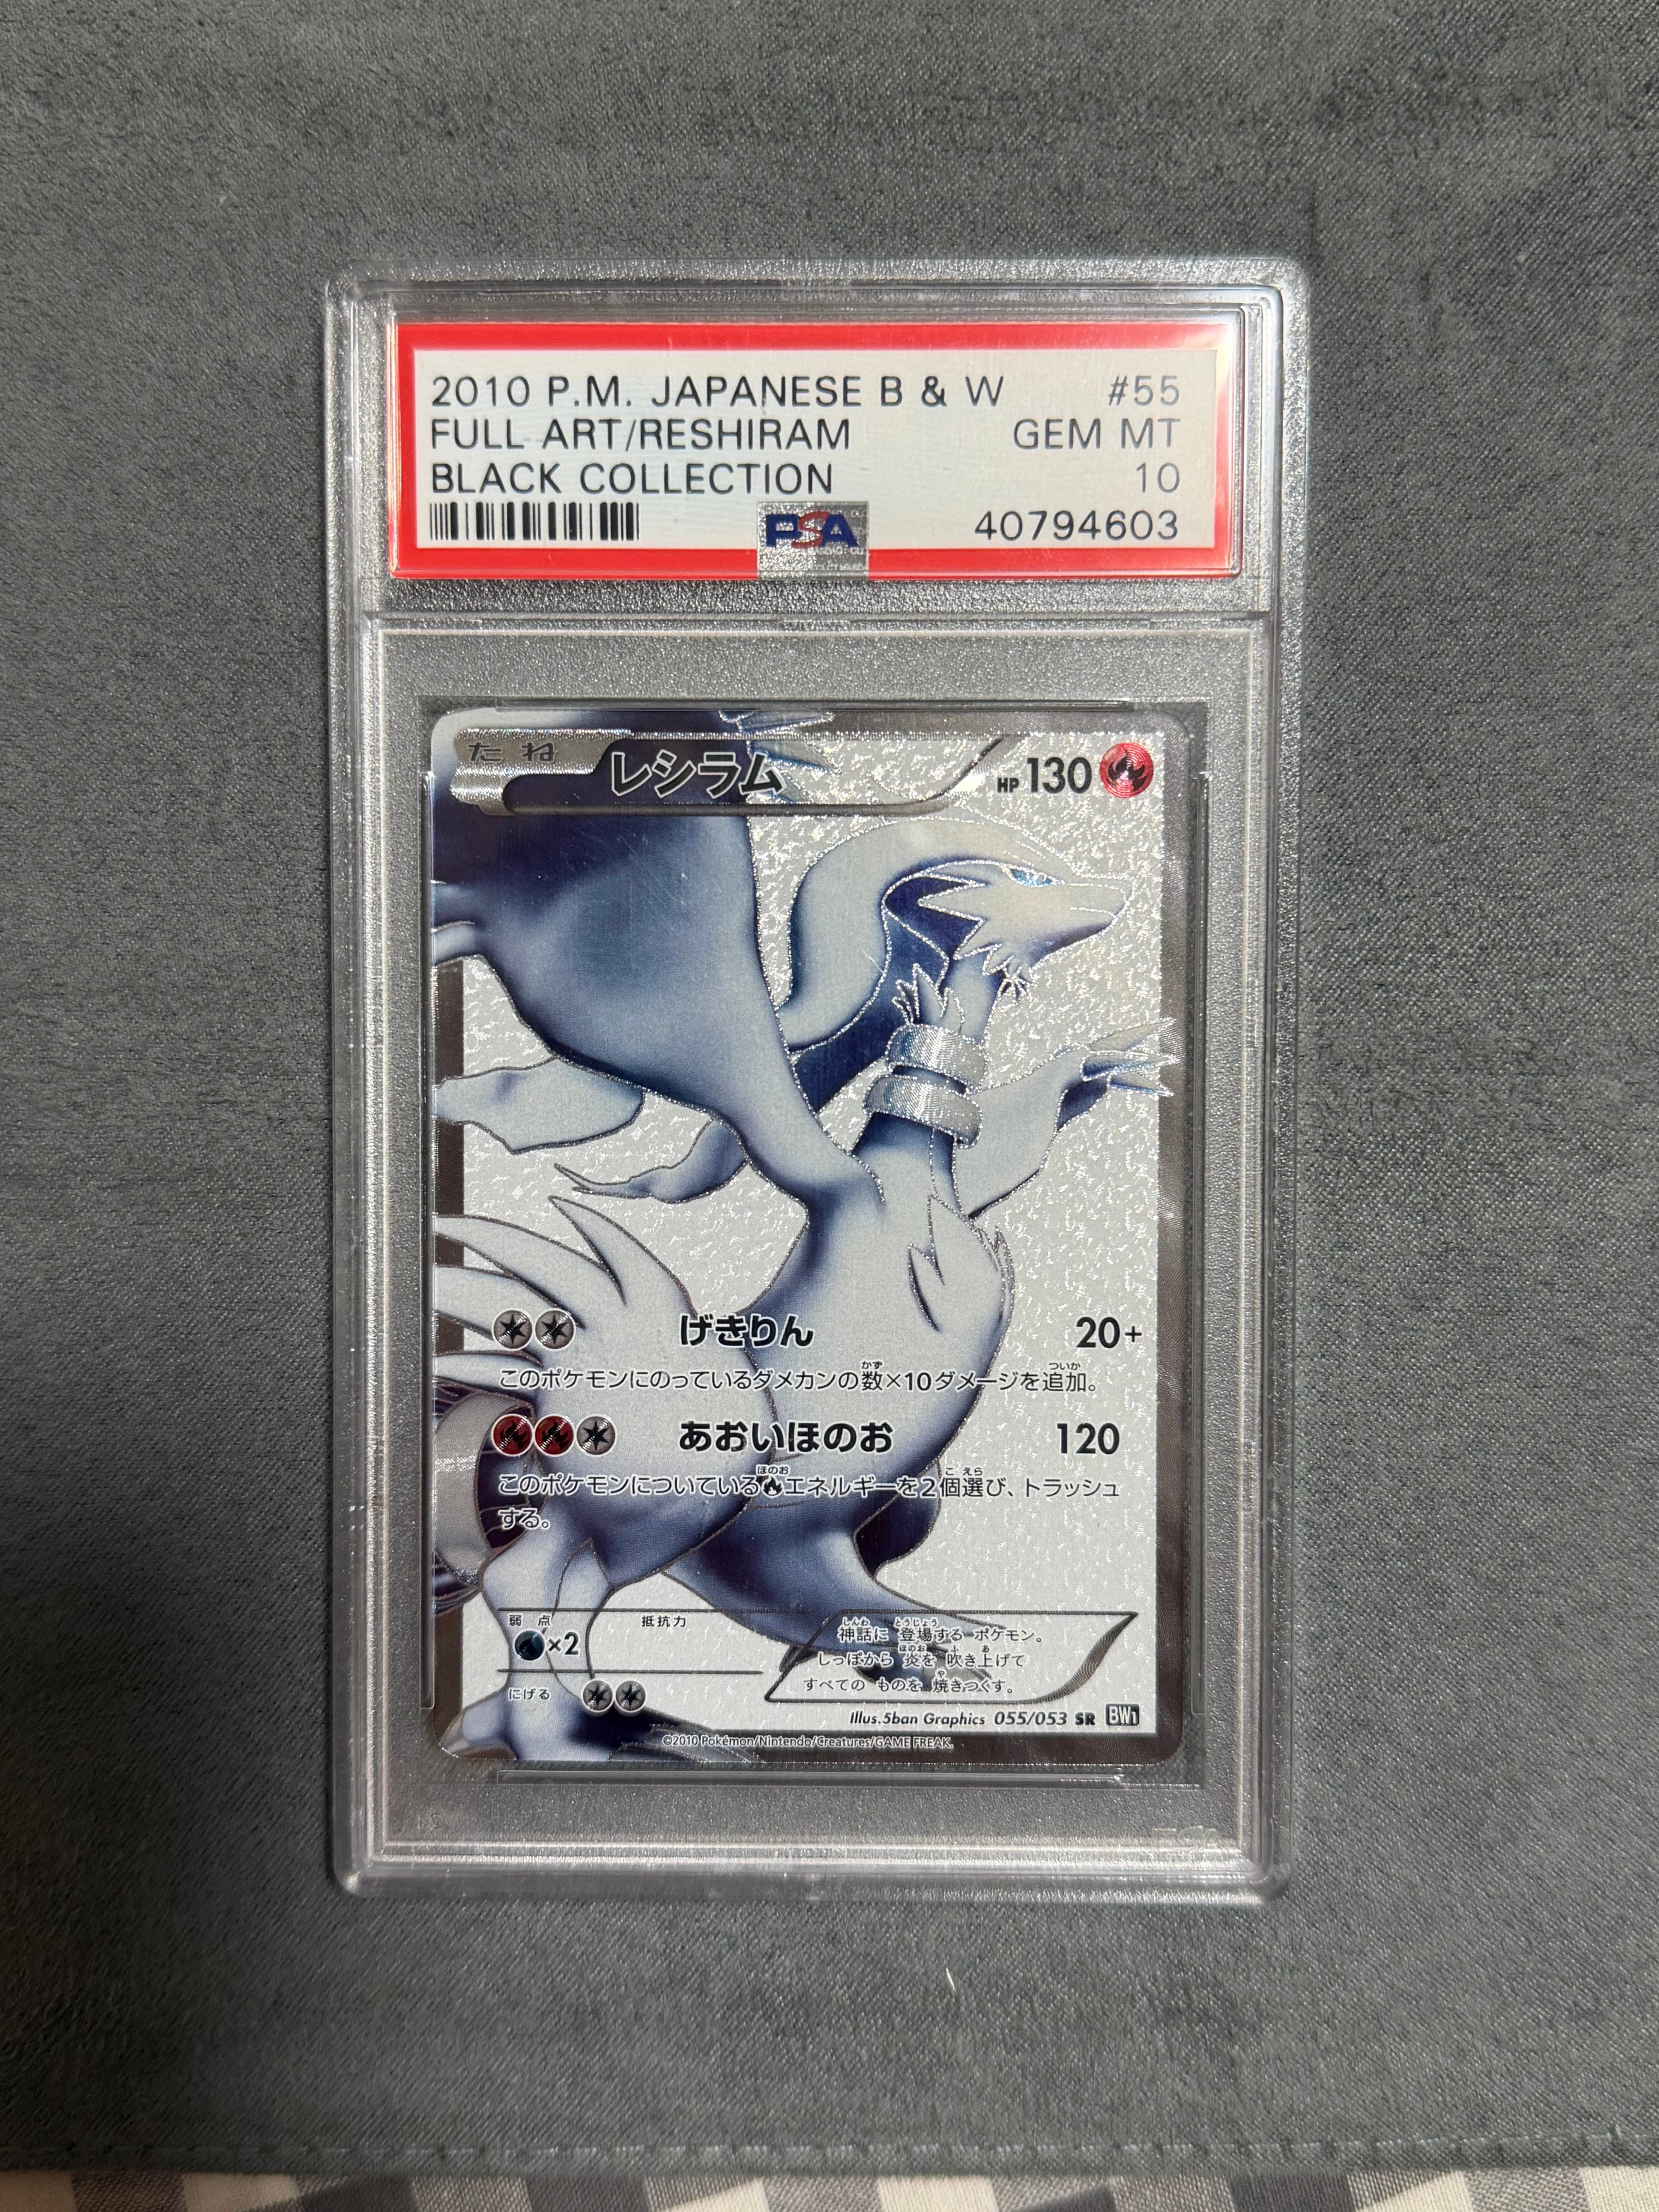 2010 P.M. JAPANESE B & W #55
FULL ART/RESHIRAM GEM MT
BLACK COLLECTION 10
PSA 40794603
たね レシラム HP 130
げきりん 20+
このポケモンにのっているダメカンの数×10ダメージを追加。
あおいほのお 120
このポケモンについている エネルギーを2個選び、トラッシュ
する。
弱点 抵抗力
×2
にげる
神話に 登場する ポケモン。
しっぽから 炎を 吹き上げて
すべての ものを 焼きつくす。
Illus.5ban Graphics 055/053 SR BW1
©2010 Pokémon/Nintendo/Creatures/GAME FREAK.